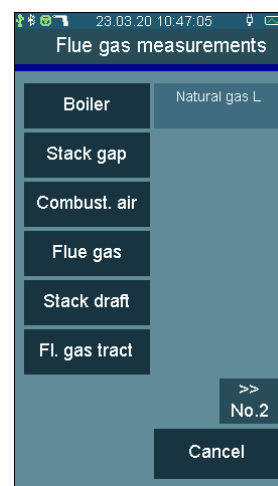 23.03.20 10:47:05
Flue gas measurements
Boiler
Natural gas L
Stack gap
Combust. air
Flue gas
Stack draft
Fl. gas tract
>>
No.2
Cancel